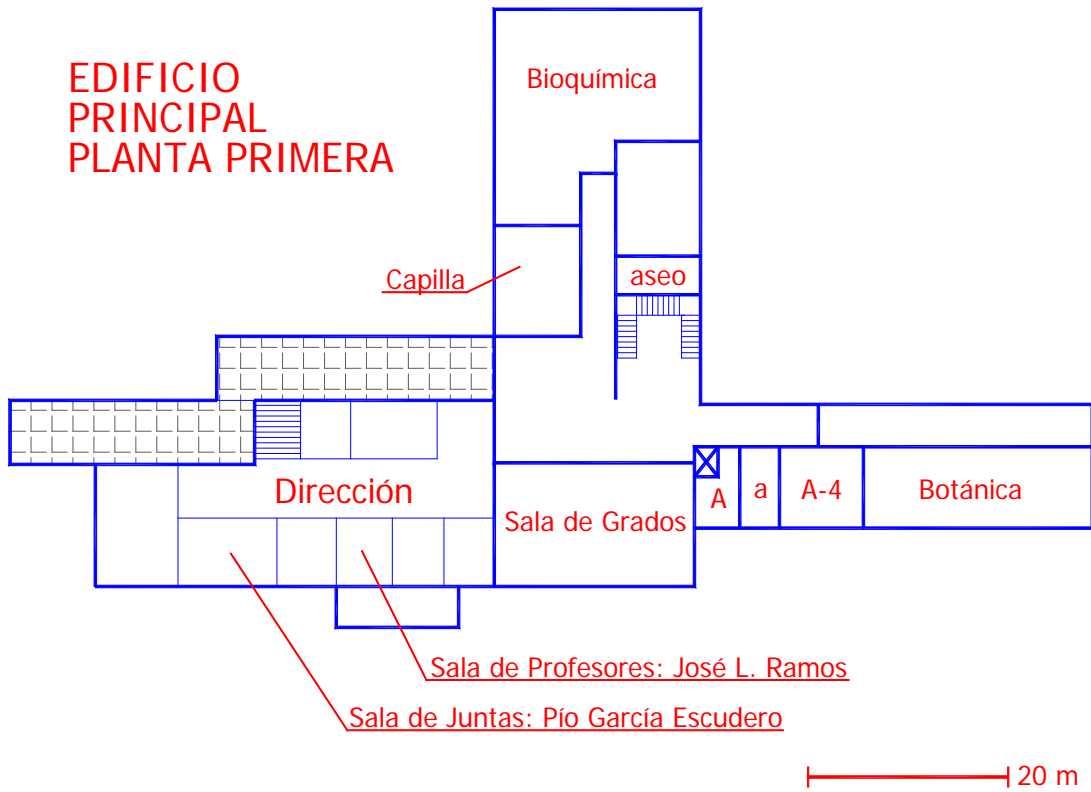 EDIFICIO
PRINCIPAL
PLANTA PRIMERA
Bioquímica
Capilla
aseo
Dirección
Sala de Grados
A
a
A-4
Botánica
Sala de Profesores: José L. Ramos
Sala de Juntas: Pío García Escudero
20 m